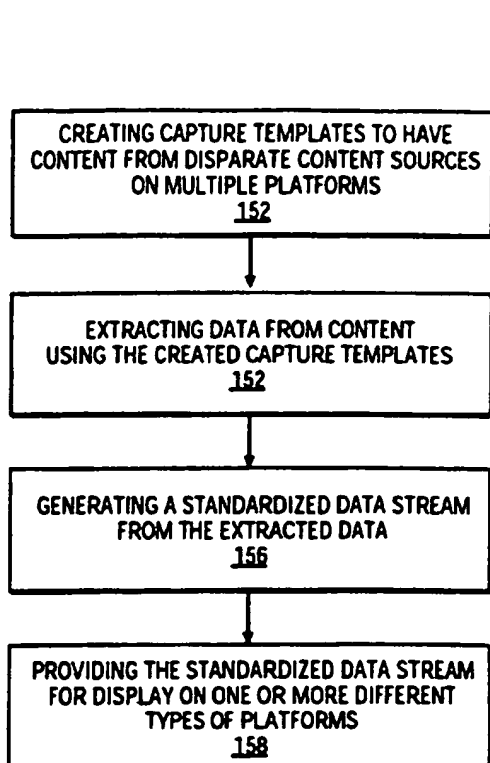 CREATING CAPTURE TEMPLATES TO HAVE
CONTENT FROM DISPARATE CONTENT SOURCES
ON MULTIPLE PLATFORMS
152
EXTRACTING DATA FROM CONTENT
USING THE CREATED CAPTURE TEMPLATES
152
GENERATING A STANDARDIZED DATA STREAM
FROM THE EXTRACTED DATA
156
PROVIDING THE STANDARDIZED DATA STREAM
FOR DISPLAY ON ONE OR MORE DIFFERENT
TYPES OF PLATFORMS
158